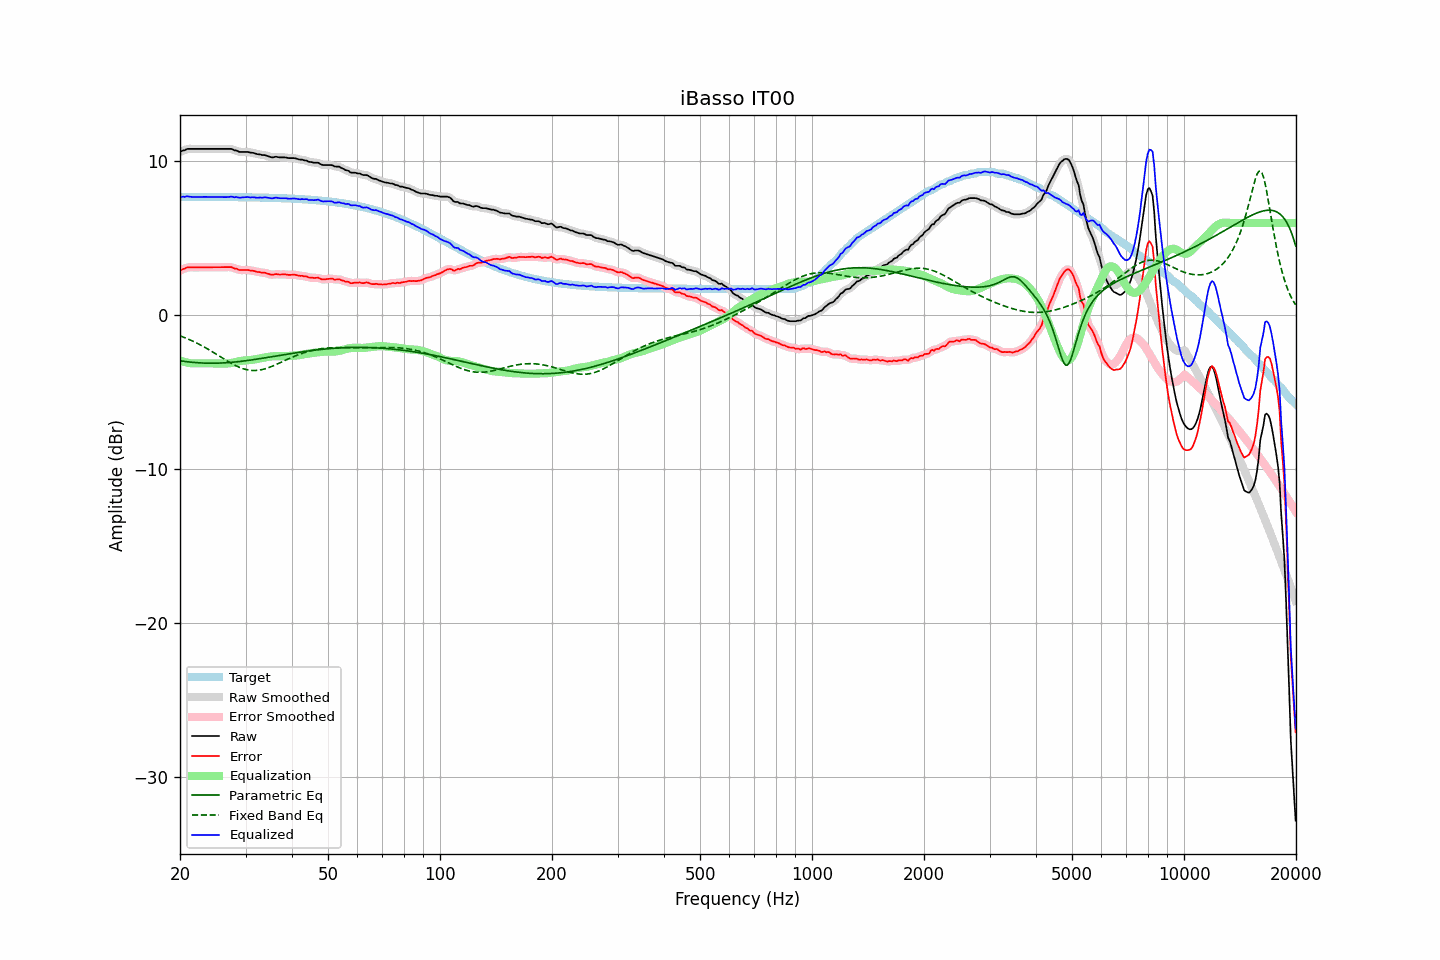 iBasso IT00
10
0
−10
−20
−30
Amplitude (dBr)
20
50
100
200
500
1000
2000
5000
10000
20000
Frequency (Hz)
Target
Raw Smoothed
Error Smoothed
Raw
Error
Equalization
Parametric Eq
Fixed Band Eq
Equalized